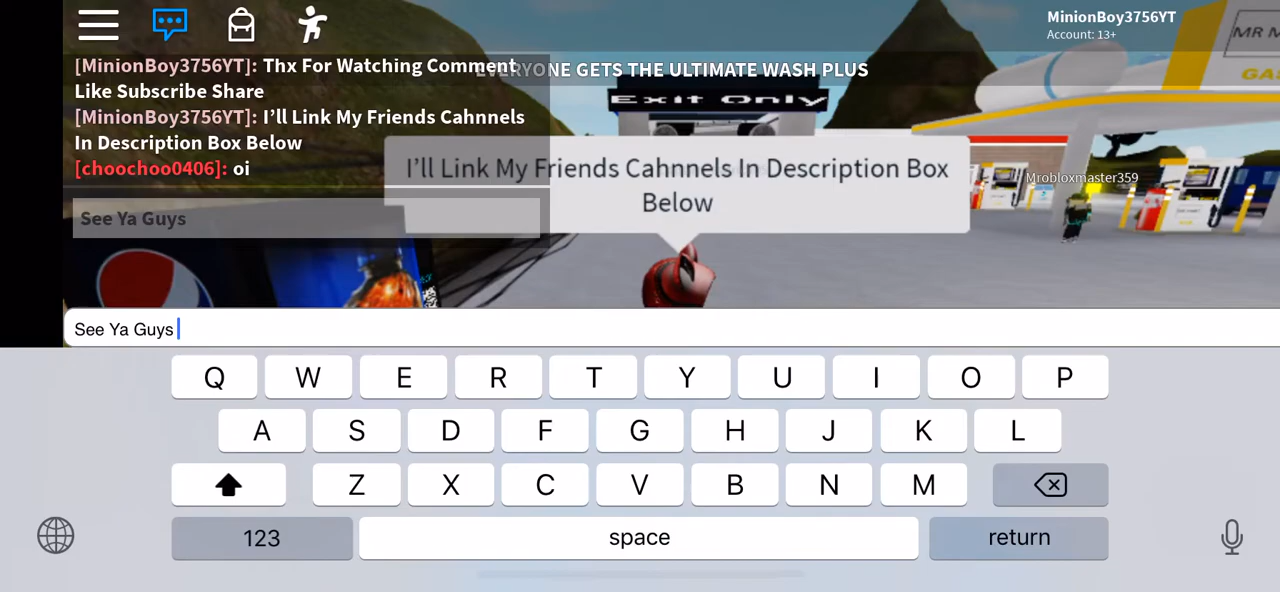 MinionBoy3756YT
Account: 13+
[MinionBoy3756YT]: Thx For Watching Comment
Like Subscribe Share
[MinionBoy3756YT]: I’ll Link My Friends Cahnnels
In Description Box Below
[choochoo0406]: oi
See Ya Guys
EVERYONE GETS THE ULTIMATE WASH PLUS
Exit Only
MR M
GAS
I’ll Link My Friends Cahnnels In Description Box
Below
Mrobloxmaster359
See Ya Guys
Q W E R T Y U I O P
A S D F G H J K L
Z X C V B N M
123 space return